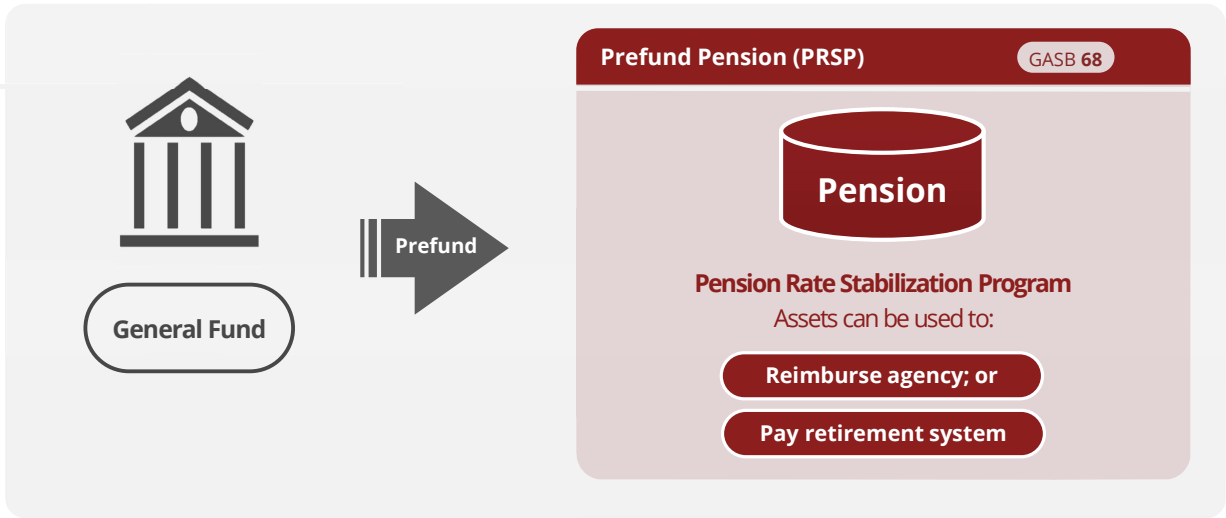 Prefund Pension (PRSP)
GASB 68
Pension
Prefund
General Fund
Pension Rate Stabilization Program
Assets can be used to:
Reimburse agency; or
Pay retirement system